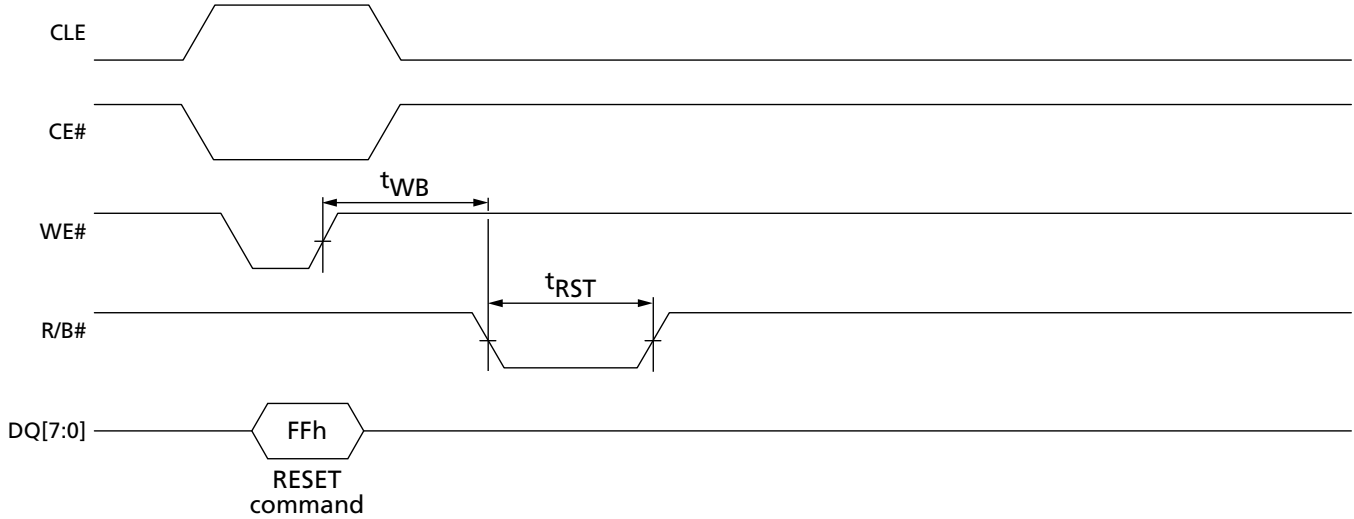 CLE
CE#
tWB
WE#
tRST
R/B#
DQ[7:0]
FFh
RESET
command